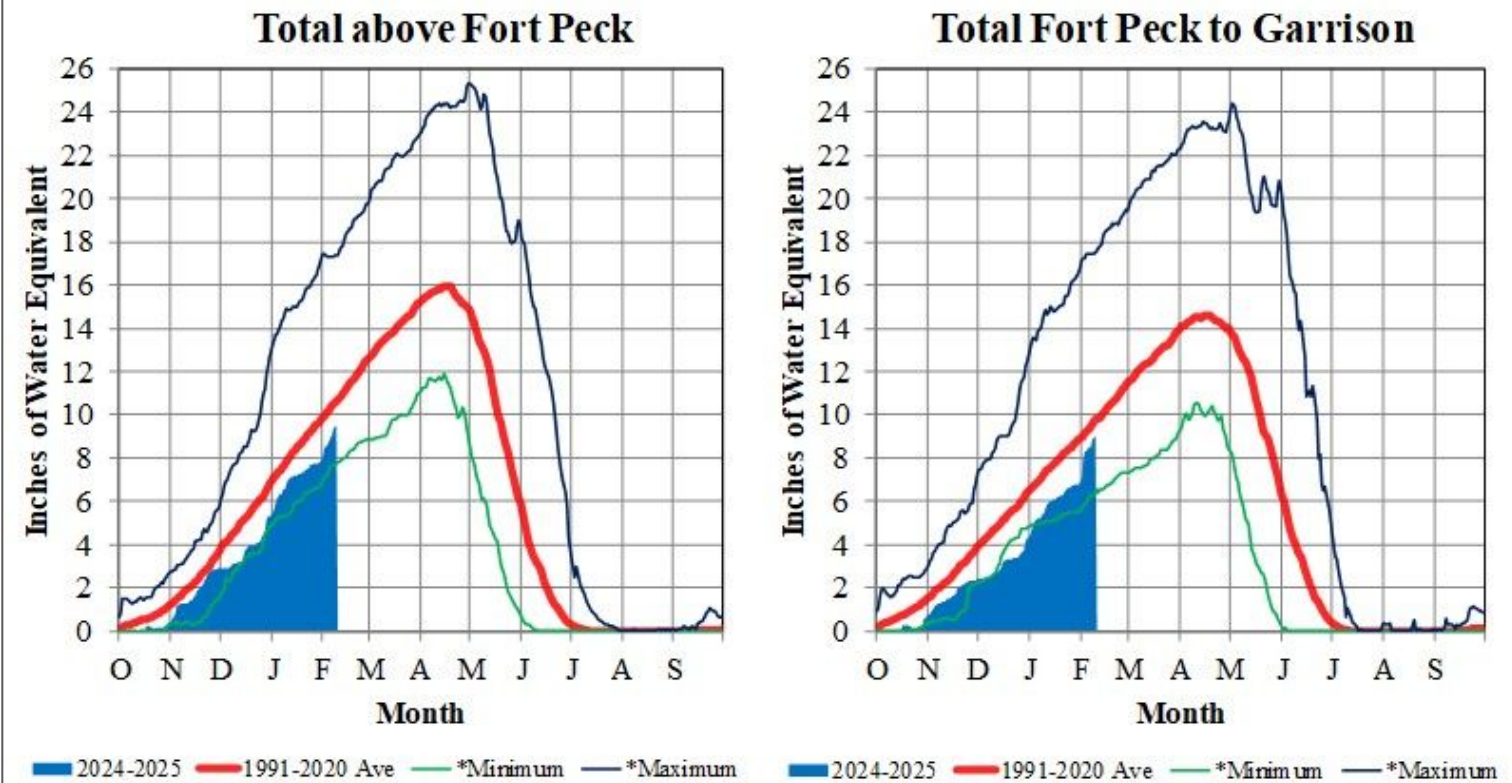 Total above Fort Peck
26
24
22
20
18
16
14
12
10
8
6
4
2
0
Inches of Water Equivalent
O N D J F M A M J J A S
Month
2024-2025 1991-2020 Ave *Minimum *Maximum
Total Fort Peck to Garrison
26
24
22
20
18
16
14
12
10
8
6
4
2
0
Inches of Water Equivalent
O N D J F M A M J J A S
Month
2024-2025 1991-2020 Ave *Minimum *Maximum